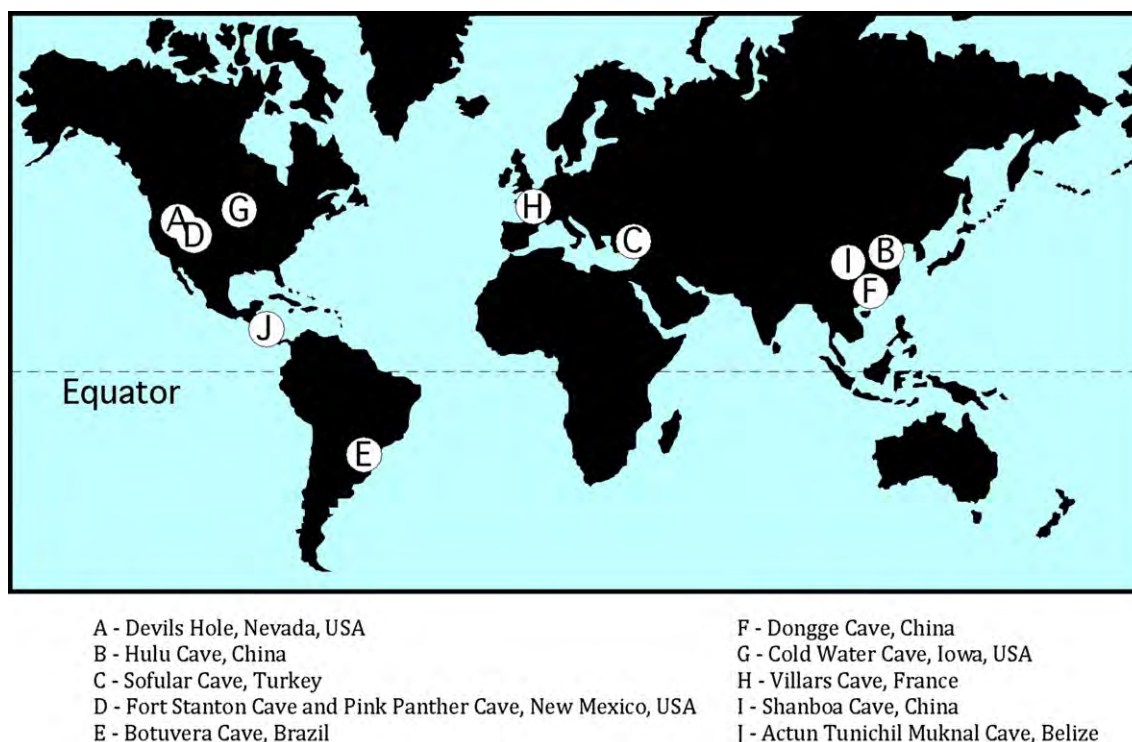 G
A
H
D
C
B
I
F
J
Equator
E
A - Devils Hole, Nevada, USA
B - Hulu Cave, China
C - Sofular Cave, Turkey
D - Fort Stanton Cave and Pink Panther Cave, New Mexico, USA
E - Botuvera Cave, Brazil
F - Dongge Cave, China
G - Cold Water Cave, Iowa, USA
H - Villars Cave, France
I - Shanboa Cave, China
J - Actun Tunichil Muknal Cave, Belize